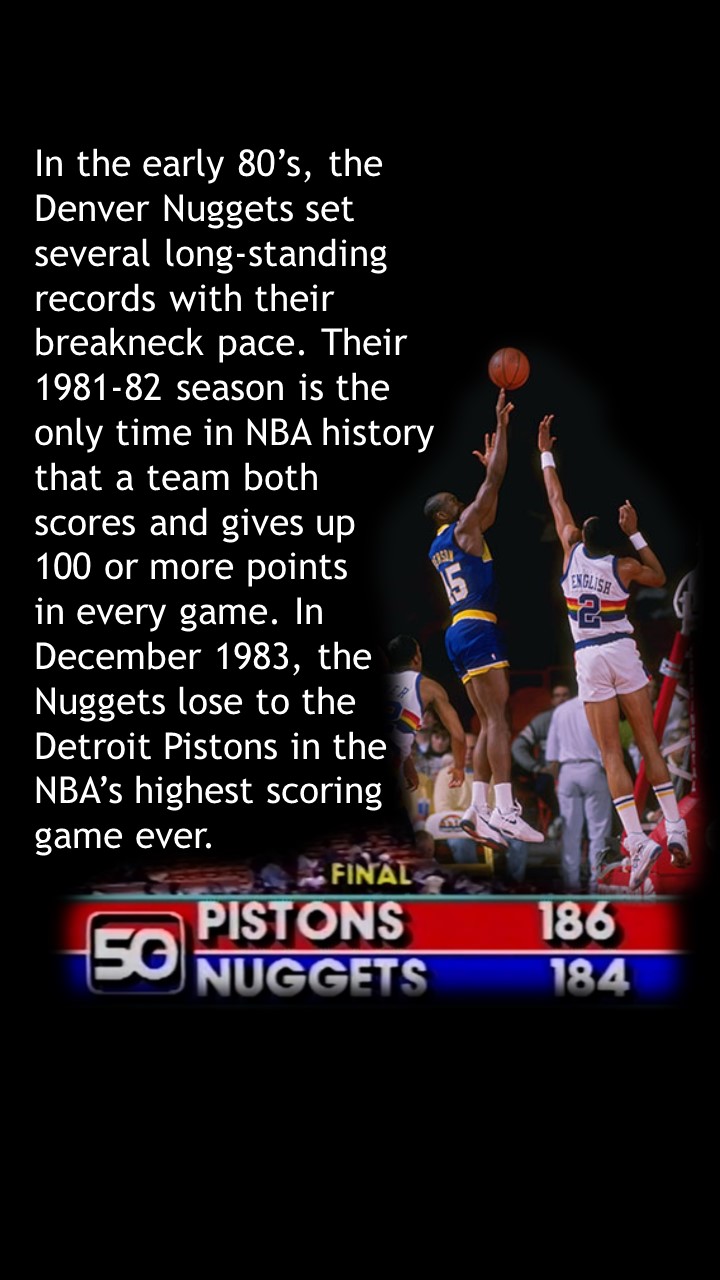 In the early 80’s, the
Denver Nuggets set
several long-standing
records with their
breakneck pace. Their
1981-82 season is the
only time in NBA history
that a team both
scores and gives up
100 or more points
in every game. In
December 1983, the
Nuggets lose to the
Detroit Pistons in the
NBA’s highest scoring
game ever.
ENGLISH
2
FINAL
50
PISTONS 186
NUGGETS 184